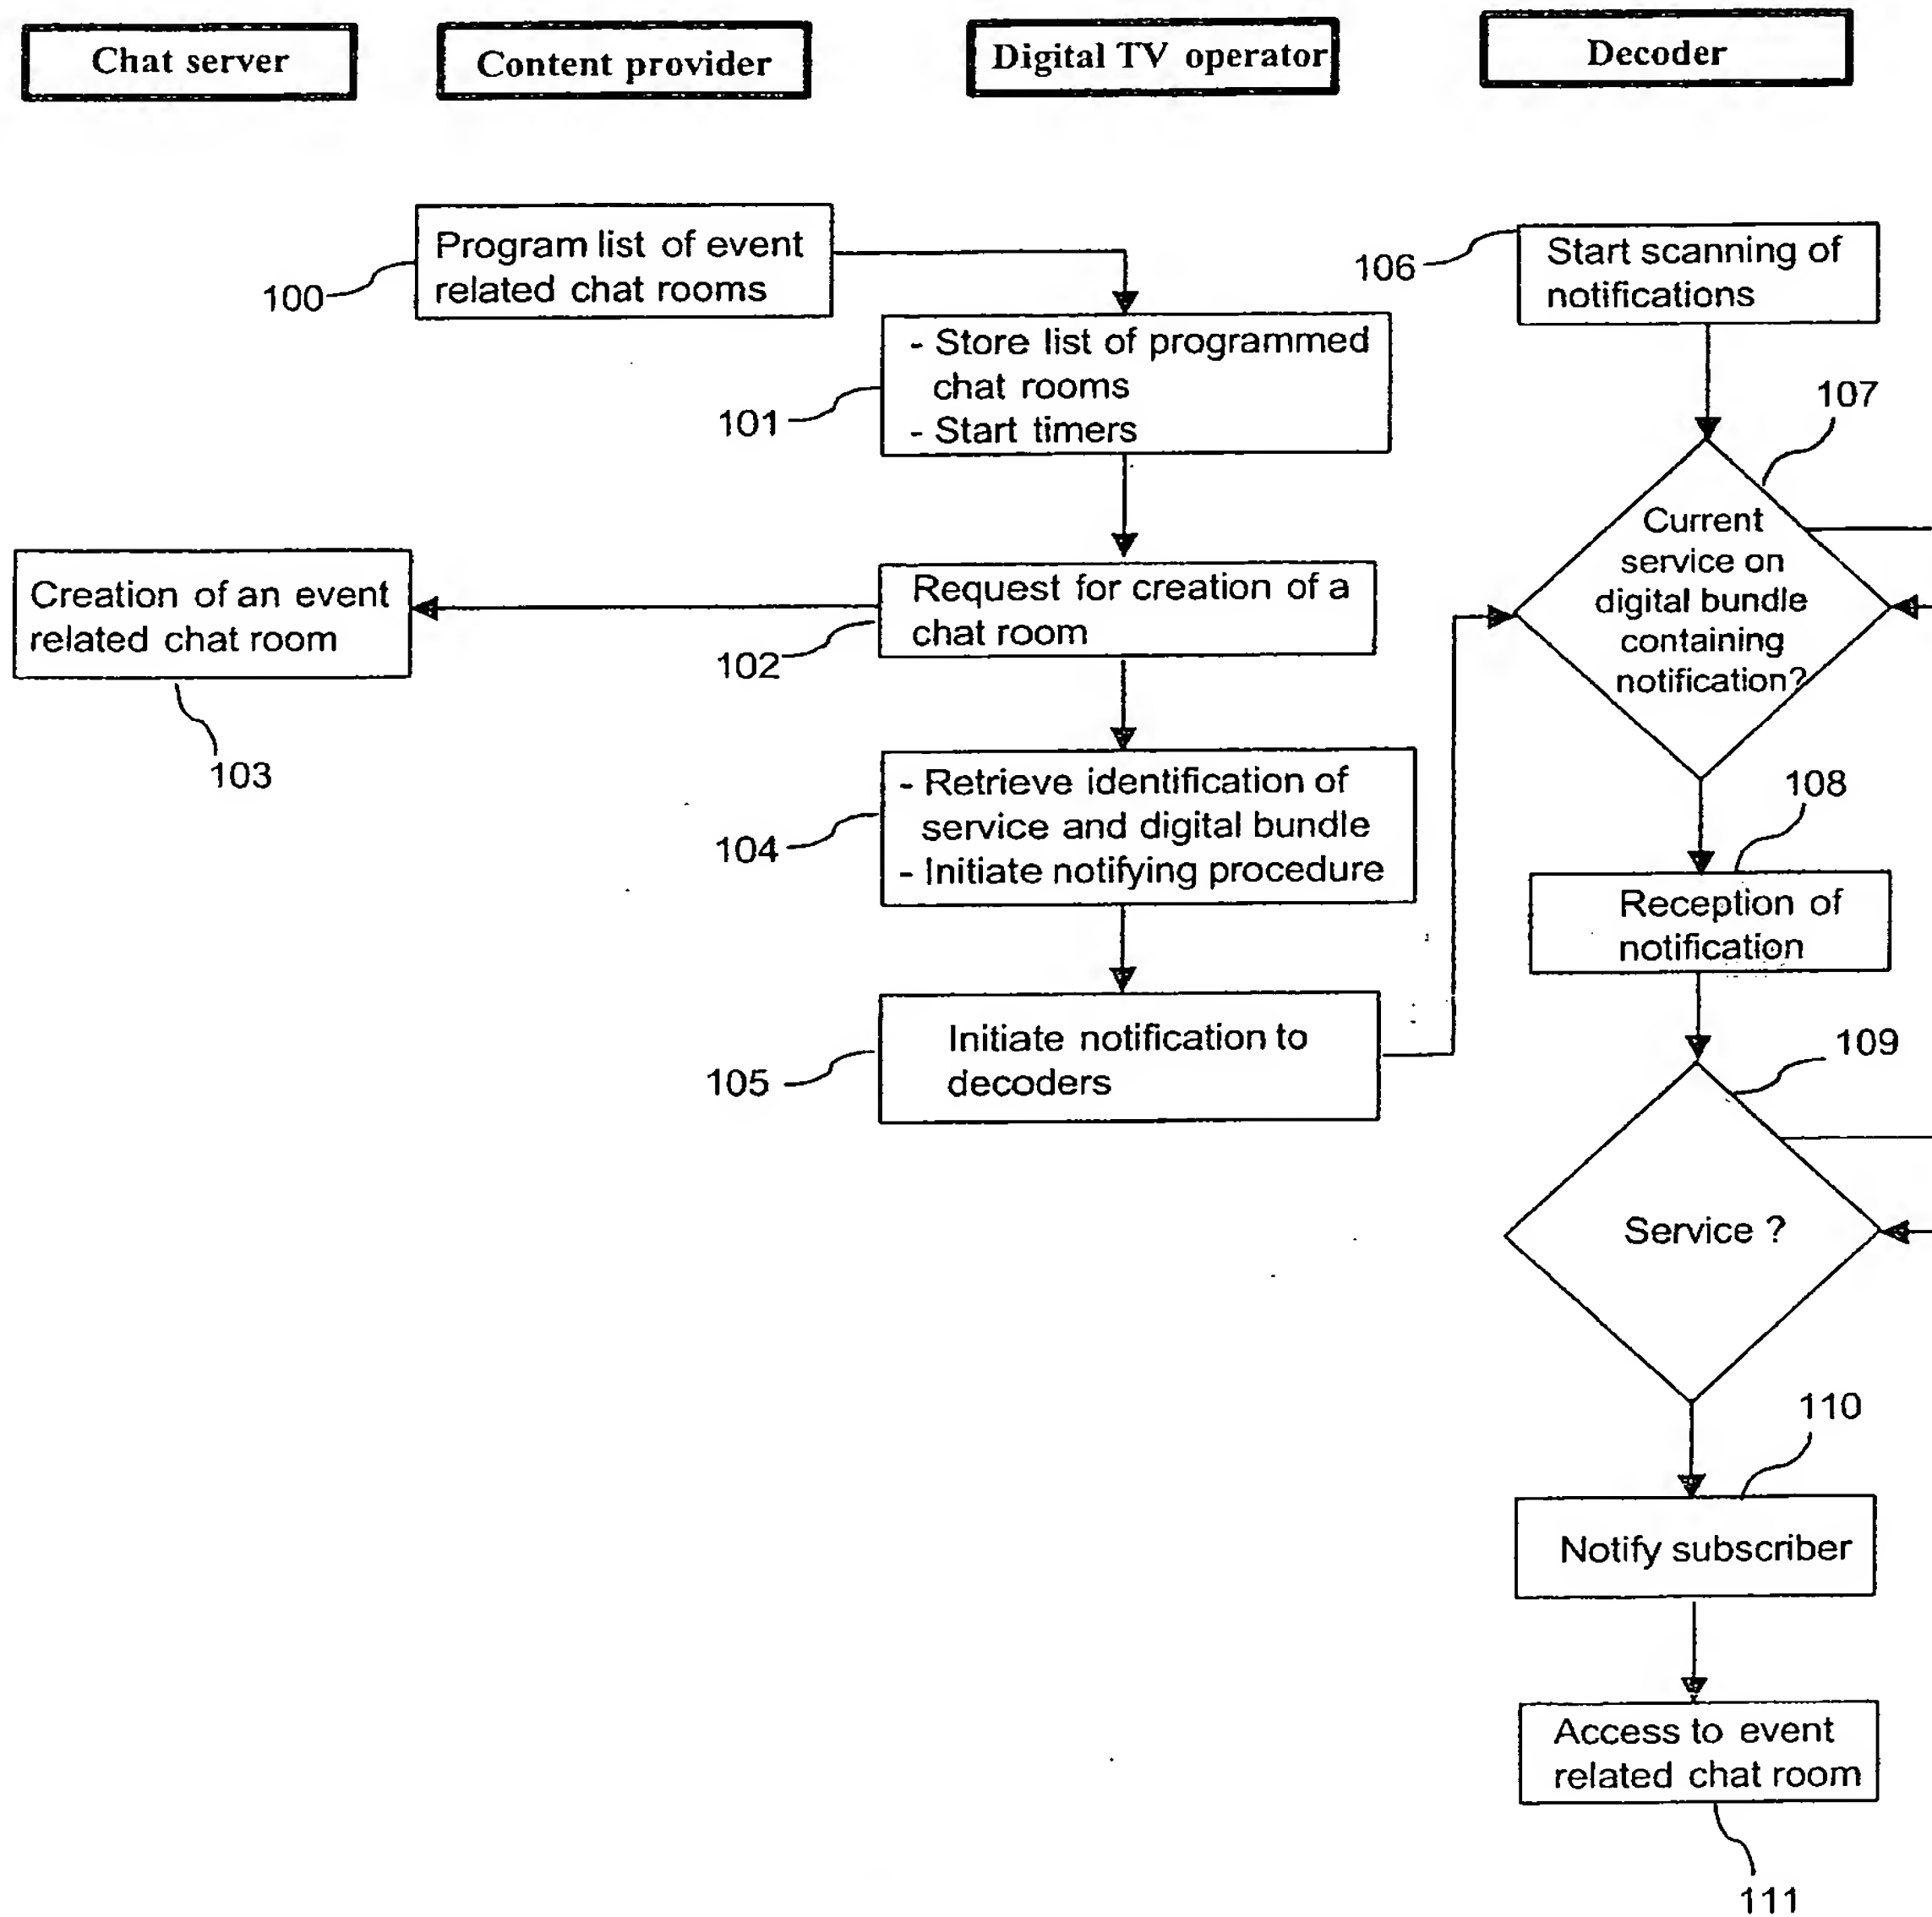 Chat server
Content provider
Digital TV operator
Decoder
Program list of event
related chat rooms
100
- Store list of programmed
chat rooms
- Start timers
101
Request for creation of a
chat room
102
Creation of an event
related chat room
103
- Retrieve identification of
service and digital bundle
- Initiate notifying procedure
104
Initiate notification to
decoders
105
106
Start scanning of
notifications
107
Current
service on
digital bundle
containing
notification?
108
Reception of
notification
109
Service ?
110
Notify subscriber
Access to event
related chat room
111